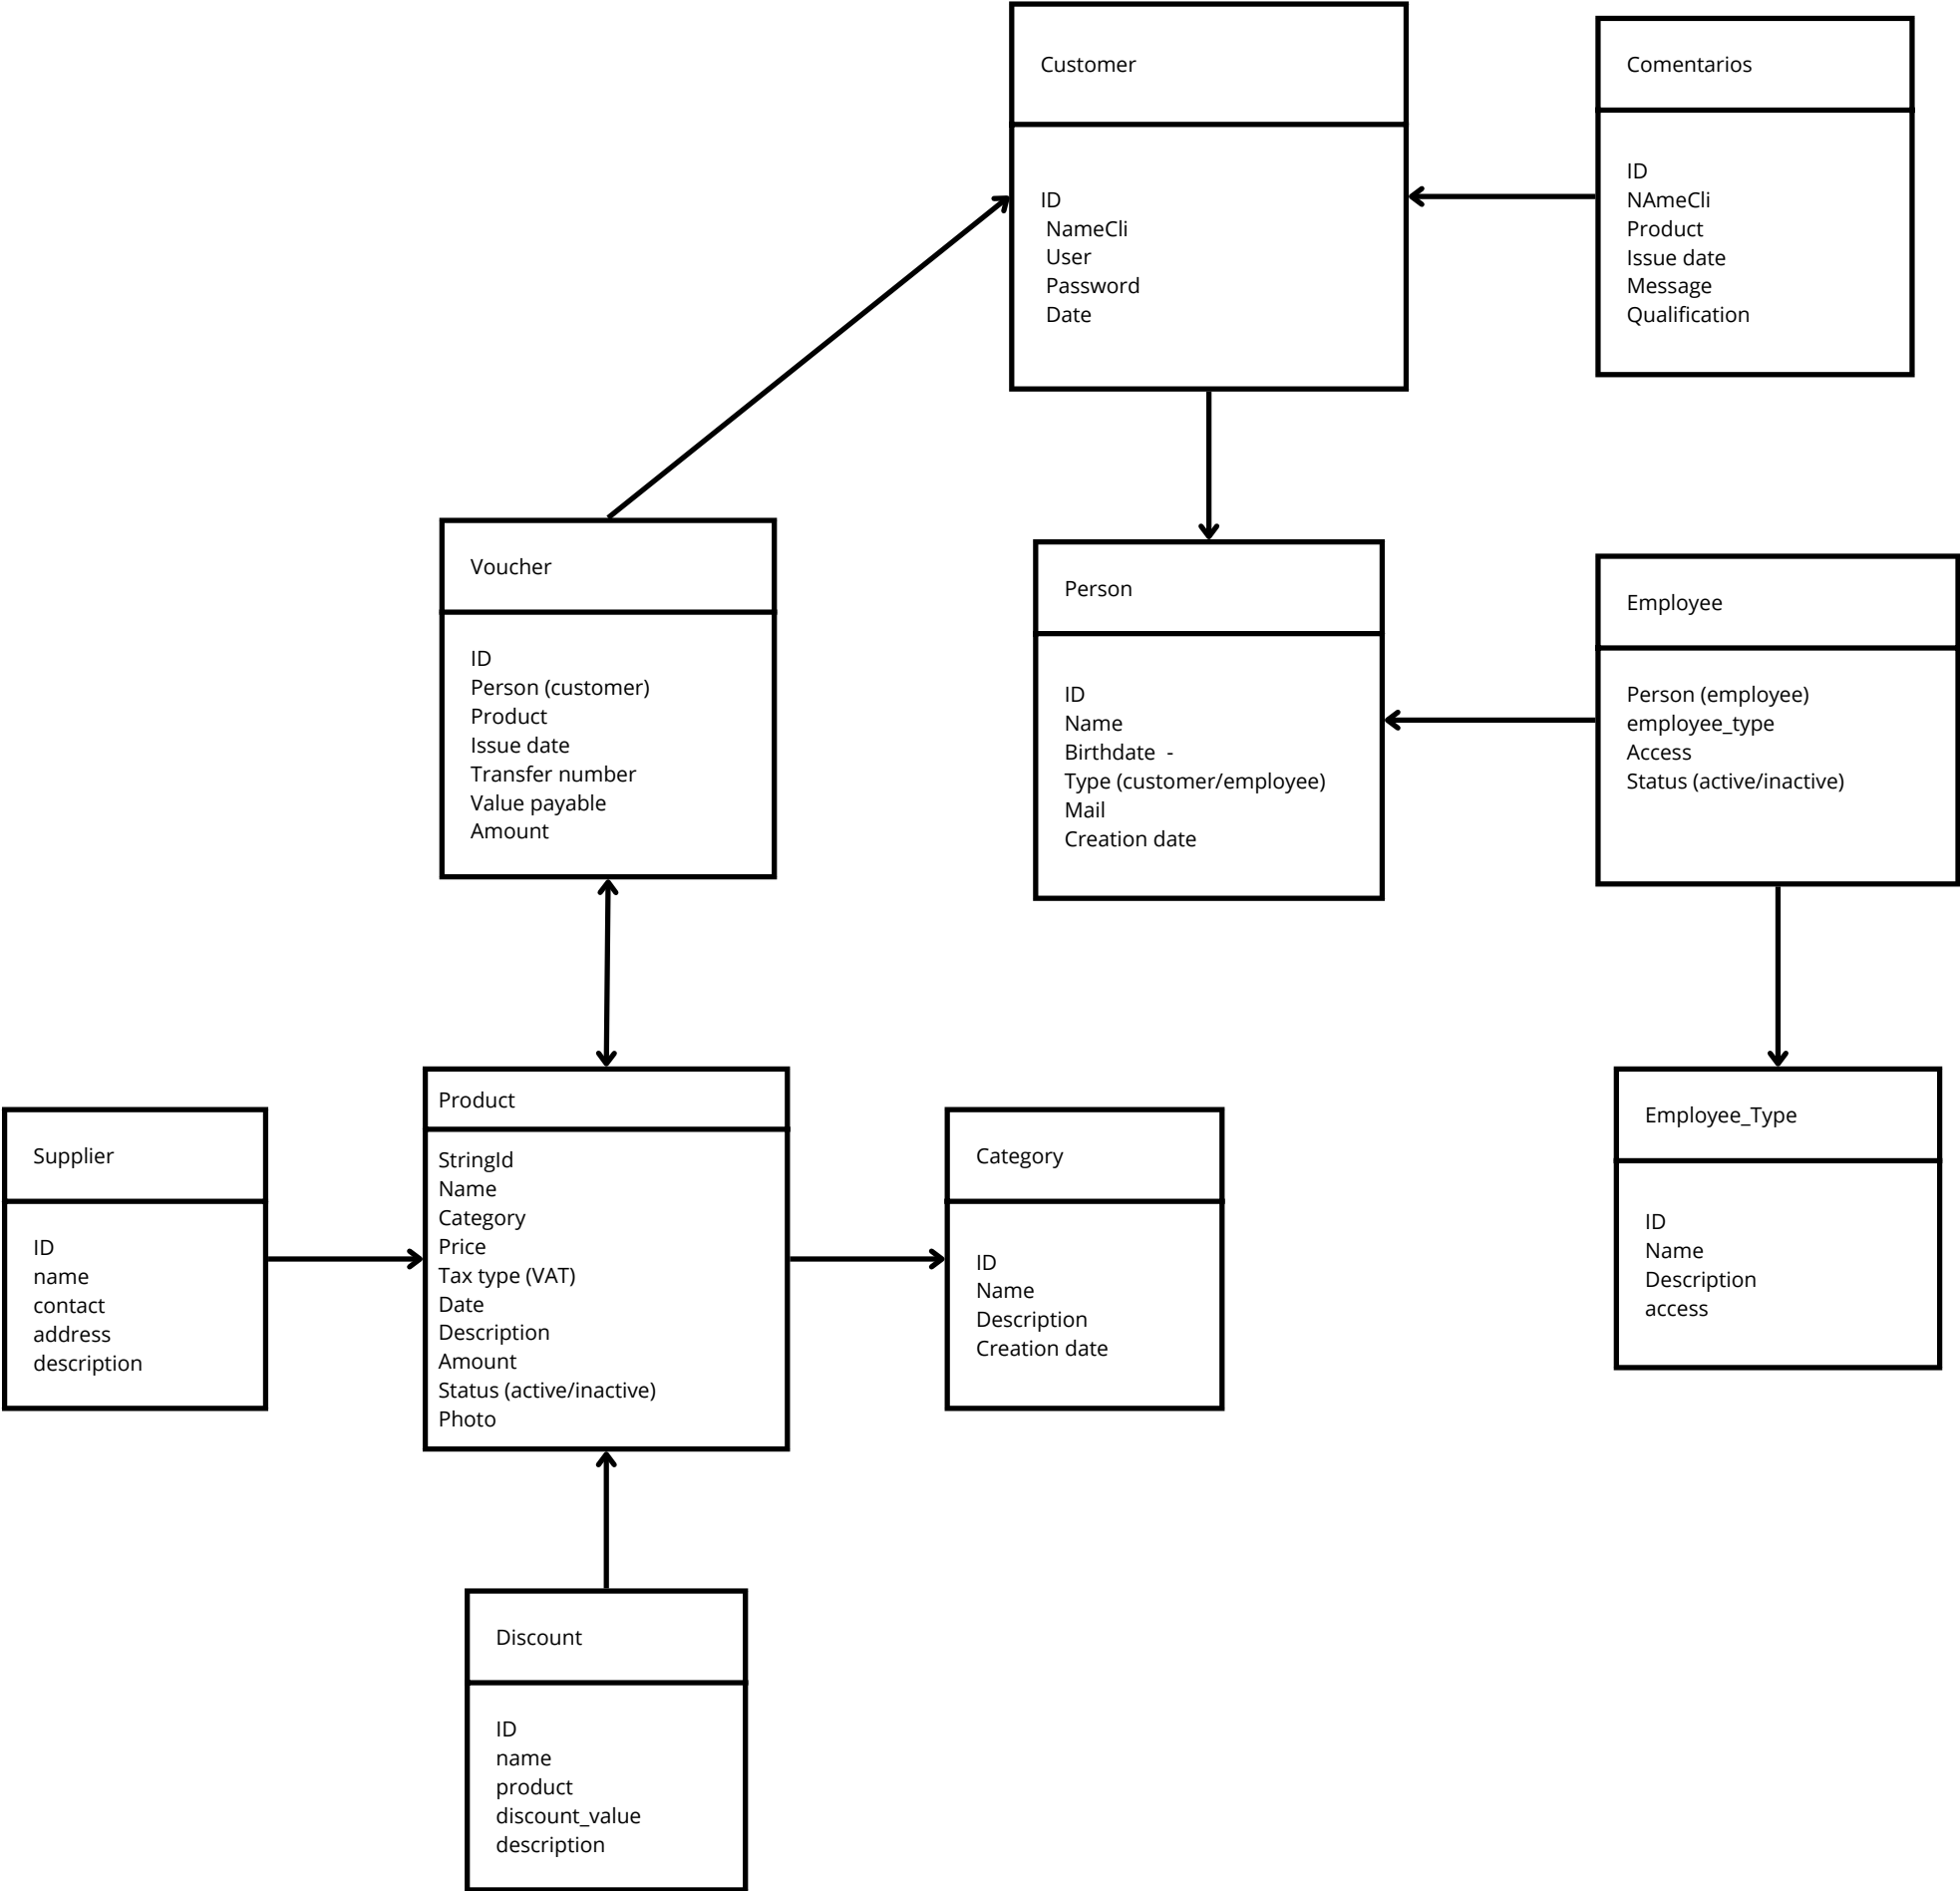 Customer
ID
NameCli
User
Password
Date
Comentarios
ID
NAmeCli
Product
Issue date
Message
Qualification
Voucher
ID
Person (customer)
Product
Issue date
Transfer number
Value payable
Amount
Person
ID
Name
Birthdate  -
Type (customer/employee)
Mail
Creation date
Employee
Person (employee)
employee_type
Access
Status (active/inactive)
Supplier
ID
name
contact
address
description
Product
StringId
Name
Category
Price
Tax type (VAT)
Date
Description
Amount
Status (active/inactive)
Photo
Category
ID
Name
Description
Creation date
Employee_Type
ID
Name
Description
access
Discount
ID
name
product
discount_value
description